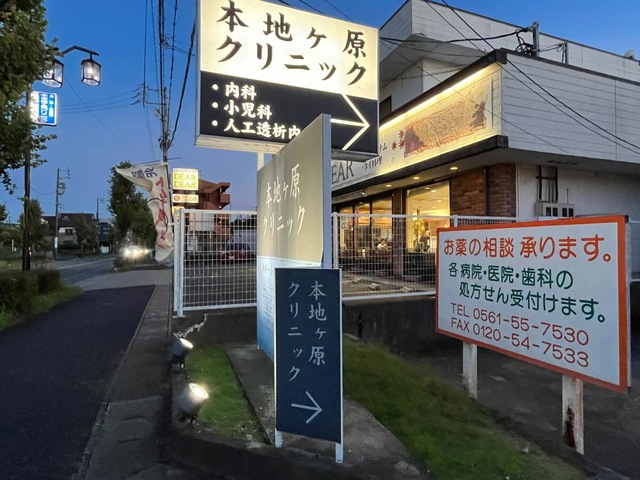 本地ヶ原
クリニック
・内科
・小児科
・人工透析内
DEAR
DEAR
本地ヶ原
クリニック
本地ヶ原
クリニック
お薬の相談 承ります。
各病院・医院・歯科の
処方せん受付けます。
TEL 0561-55-7530
FAX 0120-54-7533